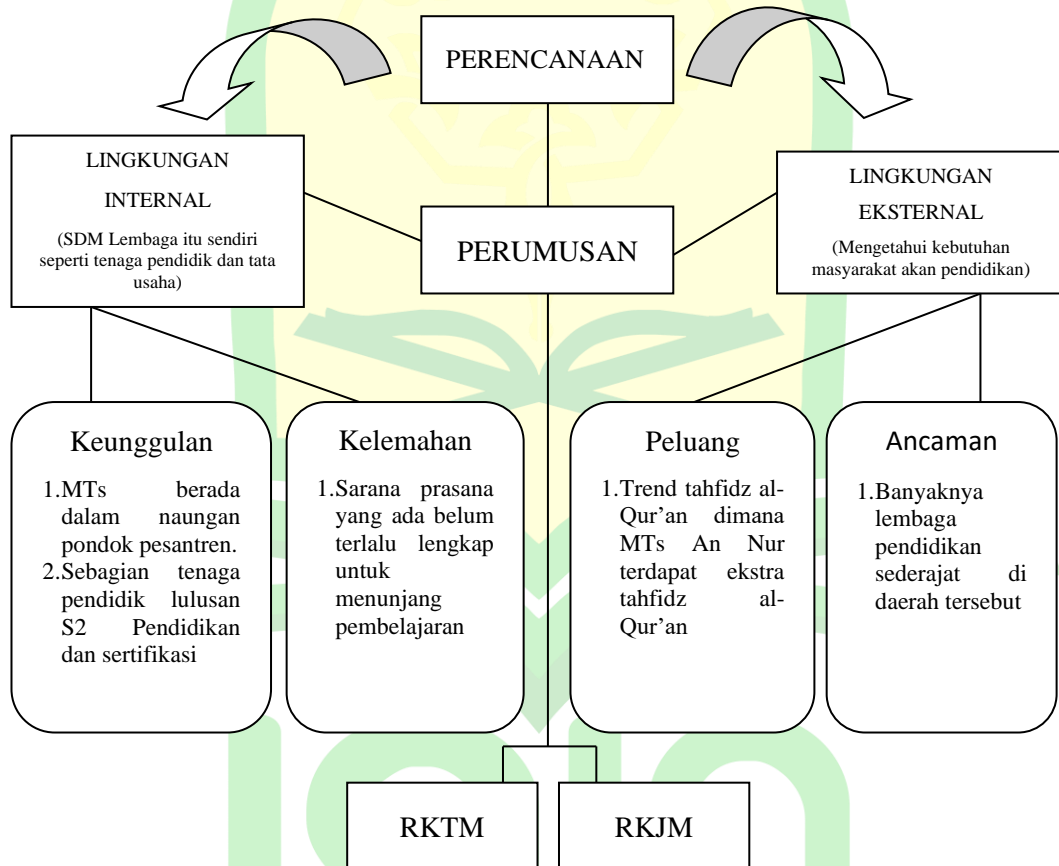 PERENCANAAN
LINGKUNGAN
INTERNAL
(SDM Lembaga itu sendiri
seperti tenaga pendidik dan tata
usaha)
PERUMUSAN
LINGKUNGAN
EKSTERNAL
(Mengetahui kebutuhan
masyarakat akan pendidikan)
Keunggulan
1.MTs berada
dalam naungan
pondok pesantren.
2.Sebagian tenaga
pendidik lulusan
S2 Pendidikan
dan sertifikasi
Kelemahan
1.Sarana prasana
yang ada belum
terlalu lengkap
untuk
menunjang
pembelajaran
Peluang
1.Trend tahfidz al-
Qur’an dimana
MTs An Nur
terdapat ekstra
tahfidz al-
Qur’an
Ancaman
1.Banyaknya
lembaga
pendidikan
sederajat di
daerah tersebut
RKTM
RKJM